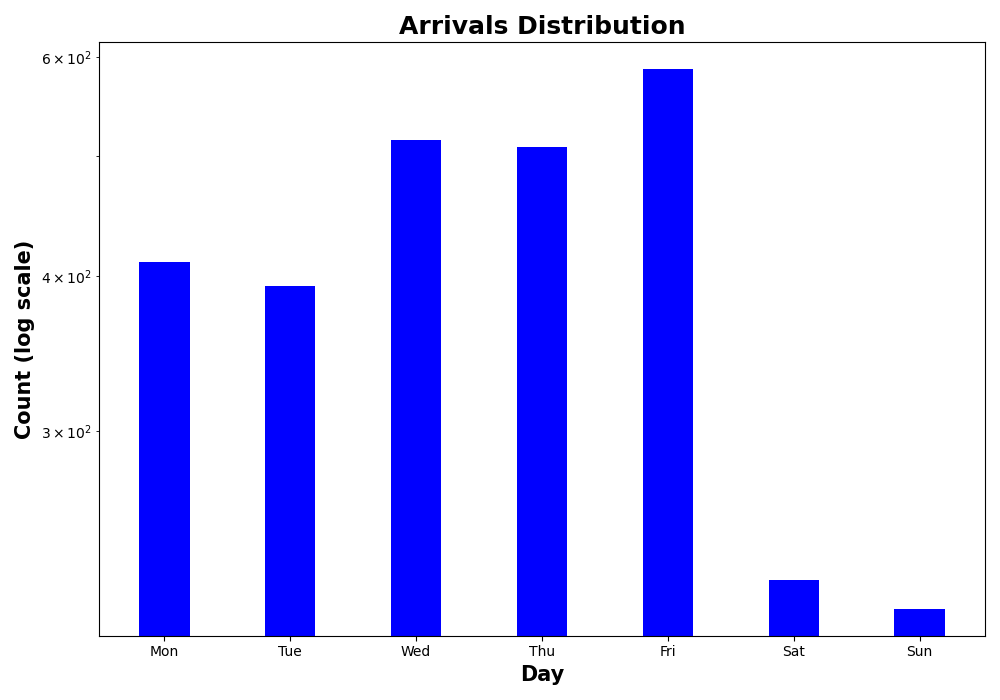 Arrivals Distribution
6 × 10²
4 × 10²
3 × 10²
Count (log scale)
Mon Tue Wed Thu Fri Sat Sun
Day